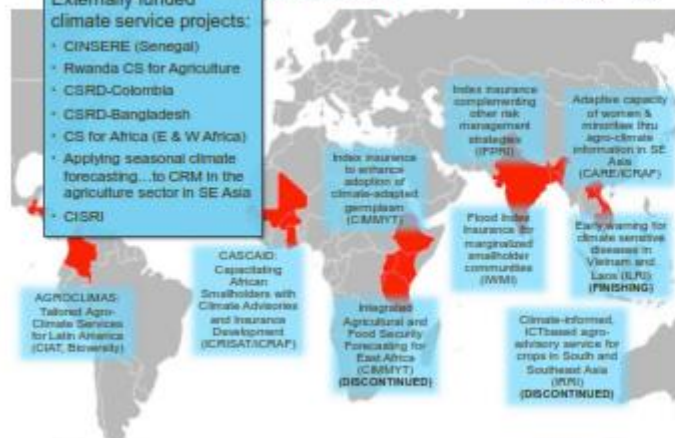 Externally funded
climate service projects:
• CINSERE (Senegal)
• Rwanda CS for Agriculture
• CSRD-Colombia
• CSRD-Bangladesh
• CS for Africa (E & W Africa)
• Applying seasonal climate
forecasting...to CRM in the
agriculture sector in SE Asia
• CISRI
Index insurance
complementing
other risk
management
strategies
(IFPRI)
Adaptive capacity
of women &
minorities thru
agro-climate
information in SE
Asia
(CARE/ICRAF)
Index insurance
to enhance
adoption of
climate-adapted
germplasm
(CIMMYT)
Flood Index
Insurance for
marginalized
smallholder
communities
(IWMI)
Early warning for
climate sensitive
diseases in
Vietnam and
Laos (ILRI)
(FINISHING)
CASCAID:
Capacitating
African
Smallholders with
Climate Advisories
and Insurance
Development
(ICRISAT/ICRAF)
AGROCLIMAS:
Tailored Agro-
Climate Services
for Latin America
(CIAT, Bioversity)
Integrated
Agricultural and
Food Security
Forecasting for
East Africa
(CIMMYT)
(DISCONTINUED)
Climate-informed,
ICTbased agro-
advisory service for
crops in South and
Southeast Asia
(IRRI)
(DISCONTINUED)